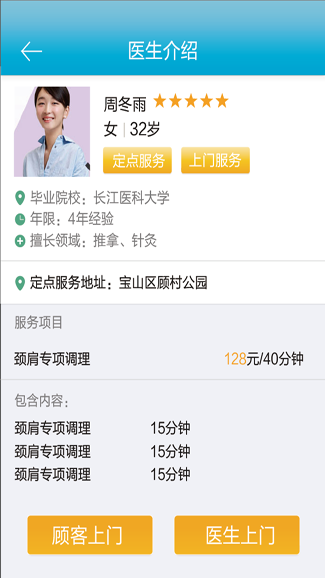 医生介绍
周冬雨
女 | 32岁
定点服务 上门服务
毕业院校：长江医科大学
年限：4年经验
擅长领域：推拿、针灸
定点服务地址：宝山区顾村公园
服务项目
颈肩专项调理 128元/40分钟
包含内容：
颈肩专项调理 15分钟
颈肩专项调理 15分钟
颈肩专项调理 15分钟
顾客上门 医生上门